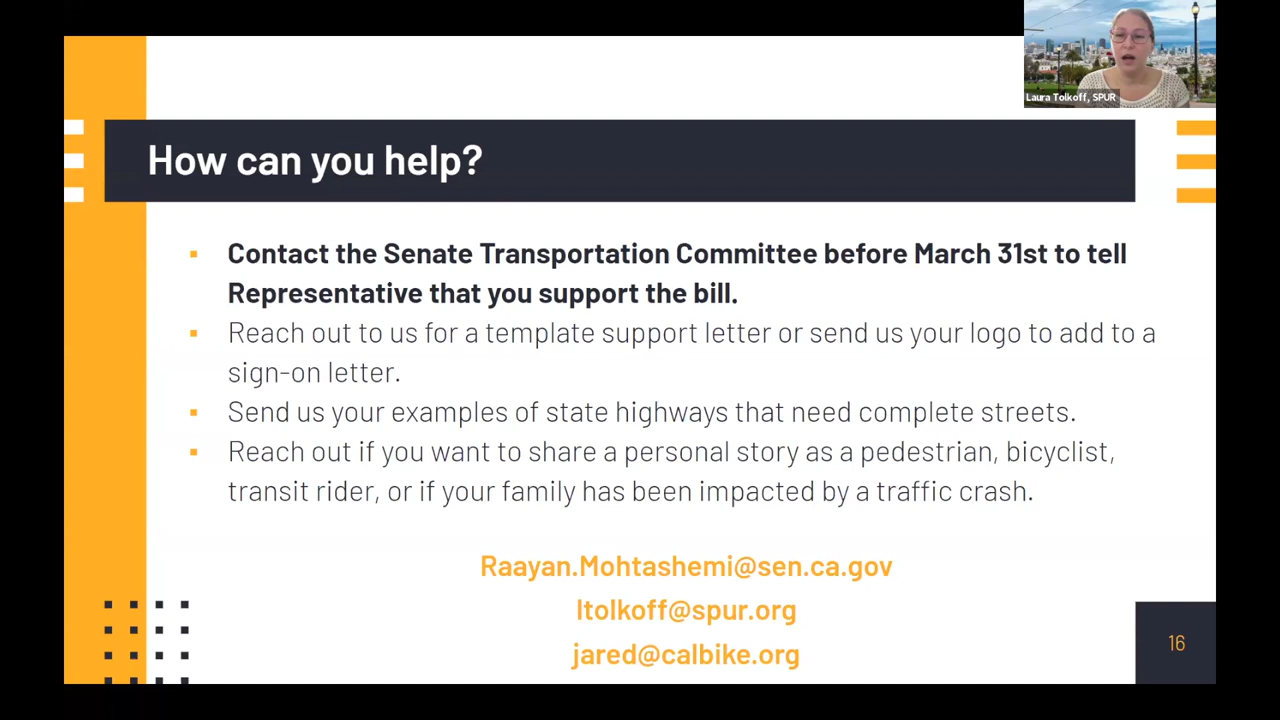 Laura Tolkoff, SPUR
How can you help?
▪ Contact the Senate Transportation Committee before March 31st to tell
Representative that you support the bill.
▪ Reach out to us for a template support letter or send us your logo to add to a
sign-on letter.
▪ Send us your examples of state highways that need complete streets.
▪ Reach out if you want to share a personal story as a pedestrian, bicyclist,
transit rider, or if your family has been impacted by a traffic crash.
Raayan.Mohtashemi@sen.ca.gov
ltolkoff@spur.org
jared@calbike.org
16